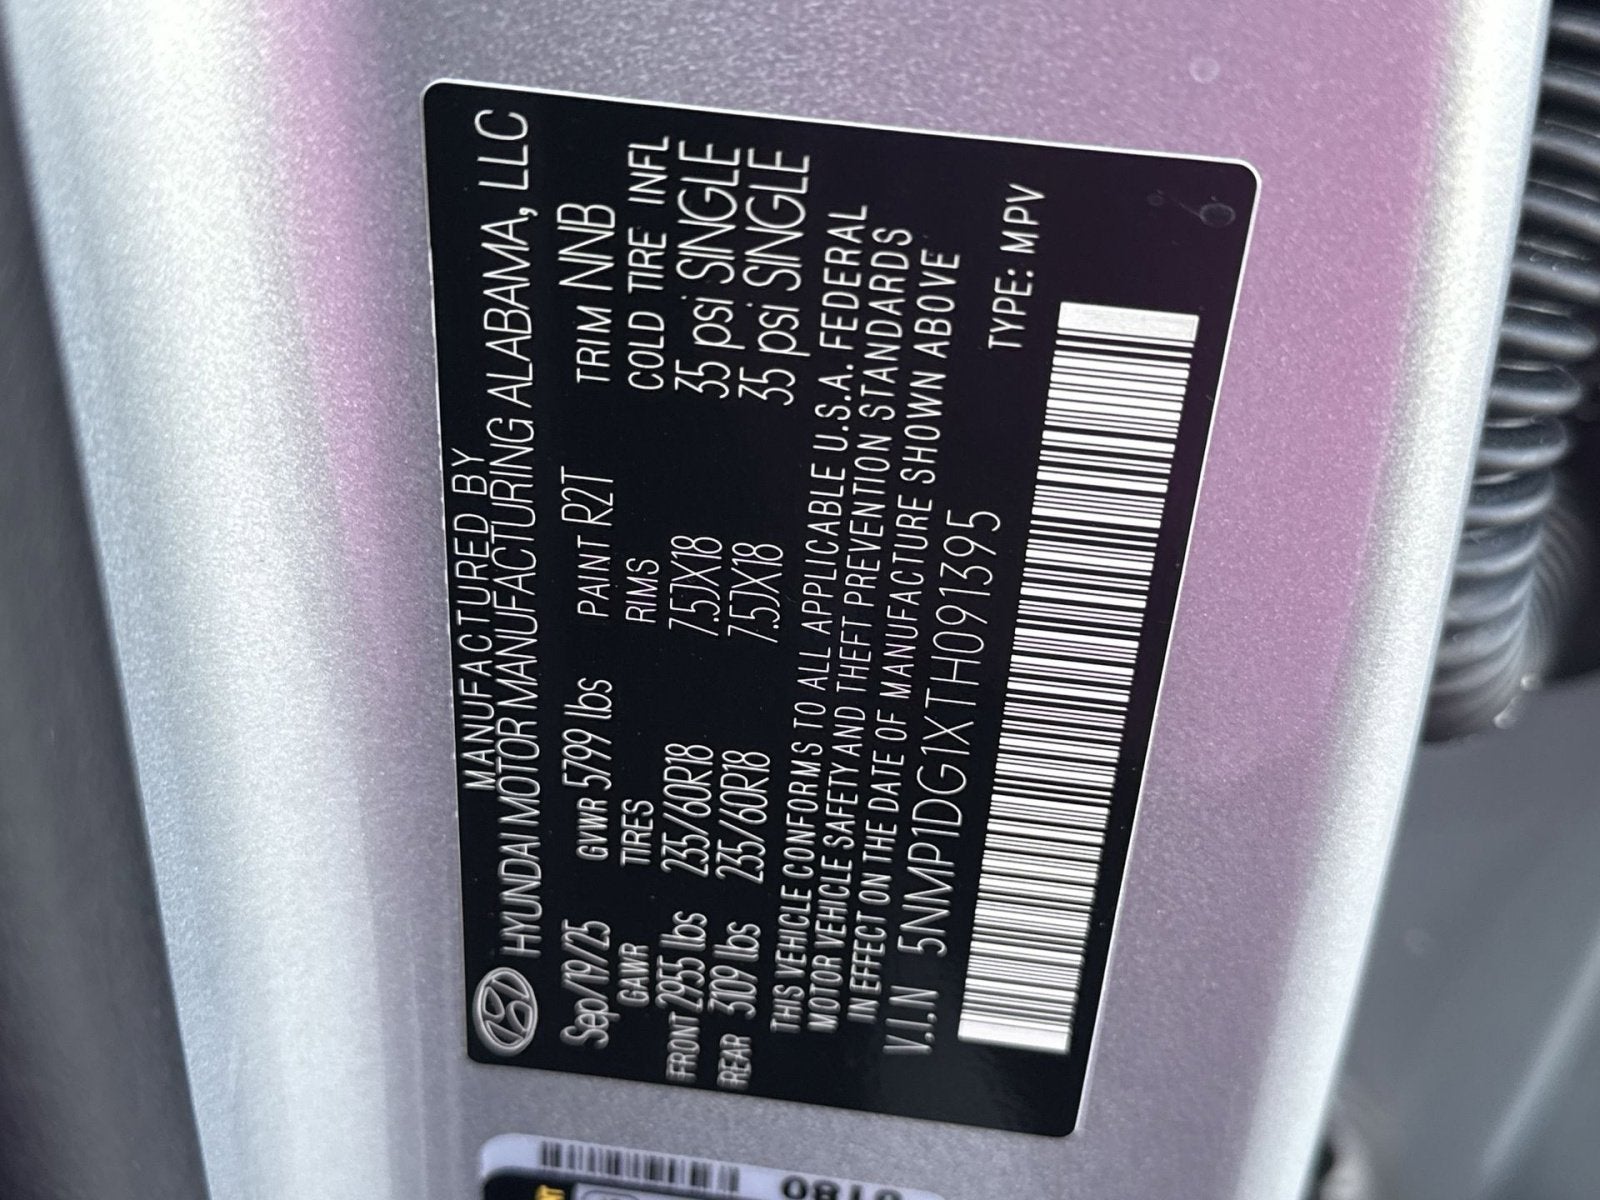 MANUFACTURED BY
HYUNDAI MOTOR MANUFACTURING ALABAMA, LLC
Sep/19/25 GVWR 5799 lbs PAINT R2T TRIM NNB
GAWR TIRES RIMS COLD TIRE INFL
FRONT 2955 lbs 235/60R18 7.5JX18 35 psi SINGLE
REAR 3109 lbs 235/60R18 7.5JX18 35 psi SINGLE
THIS VEHICLE CONFORMS TO ALL APPLICABLE U.S.A. FEDERAL
MOTOR VEHICLE SAFETY AND THEFT PREVENTION STANDARDS
IN EFFECT ON THE DATE OF MANUFACTURE SHOWN ABOVE
V.I.N 5NMP1DG1XTH091395
TYPE: MPV